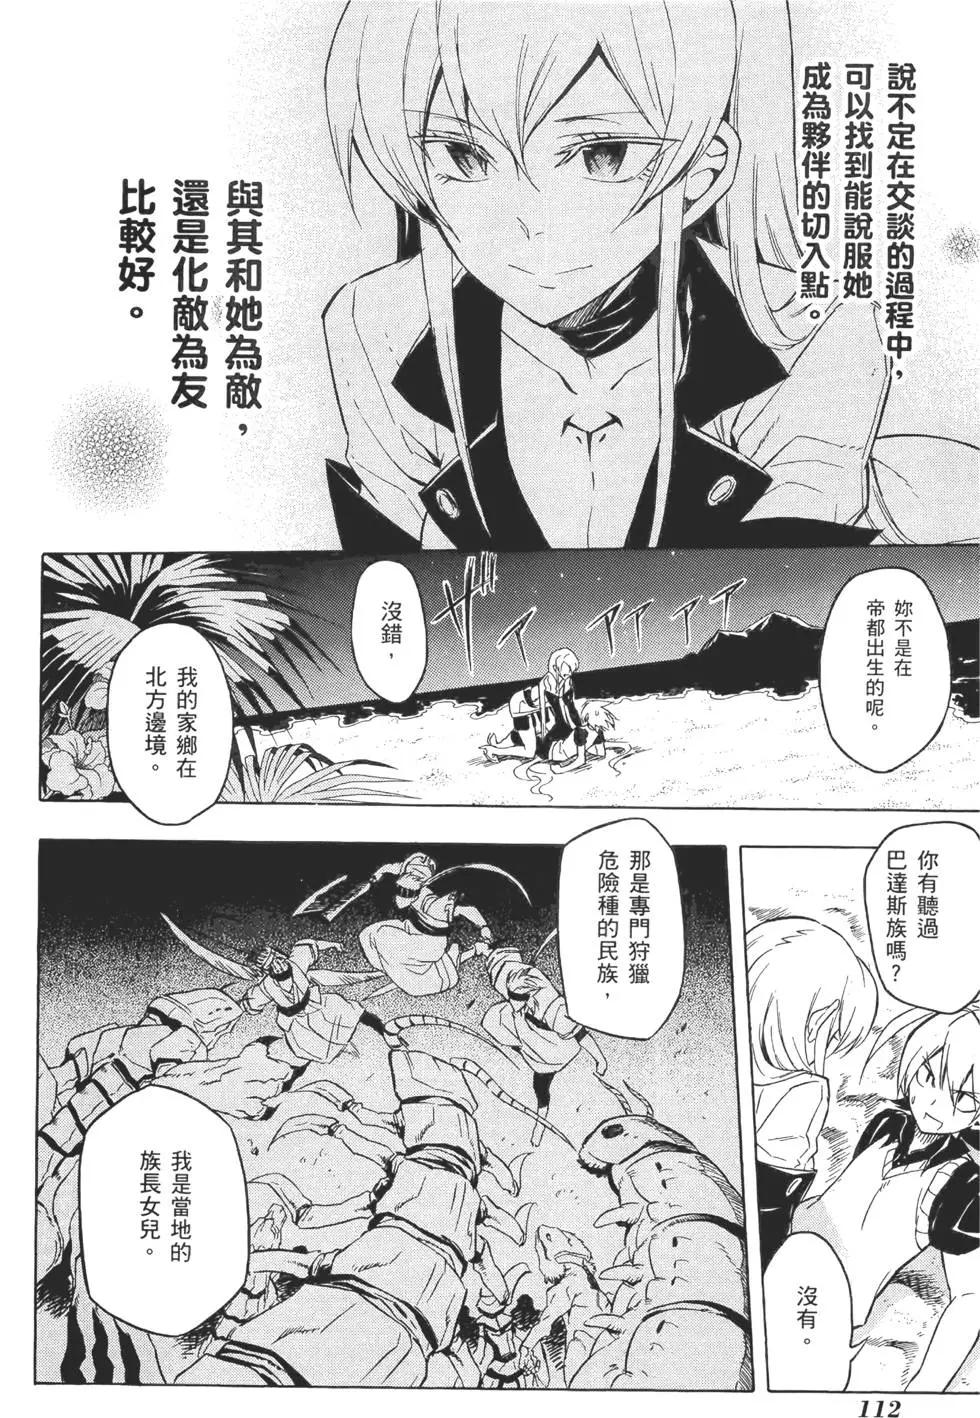 說不定在交談的過程中，
可以找到能說服她
成為夥伴的切入點。
與其和她為敵，
還是化敵為友
比較好。
妳不是在
帝都出生的呢。
ザアァァァ
沒錯，
我的家鄉在
北方邊境。
你有聽過
巴達斯族嗎？
沒有。
那是專門狩獵
危險種的民族，
我是當地的
族長女兒。
112